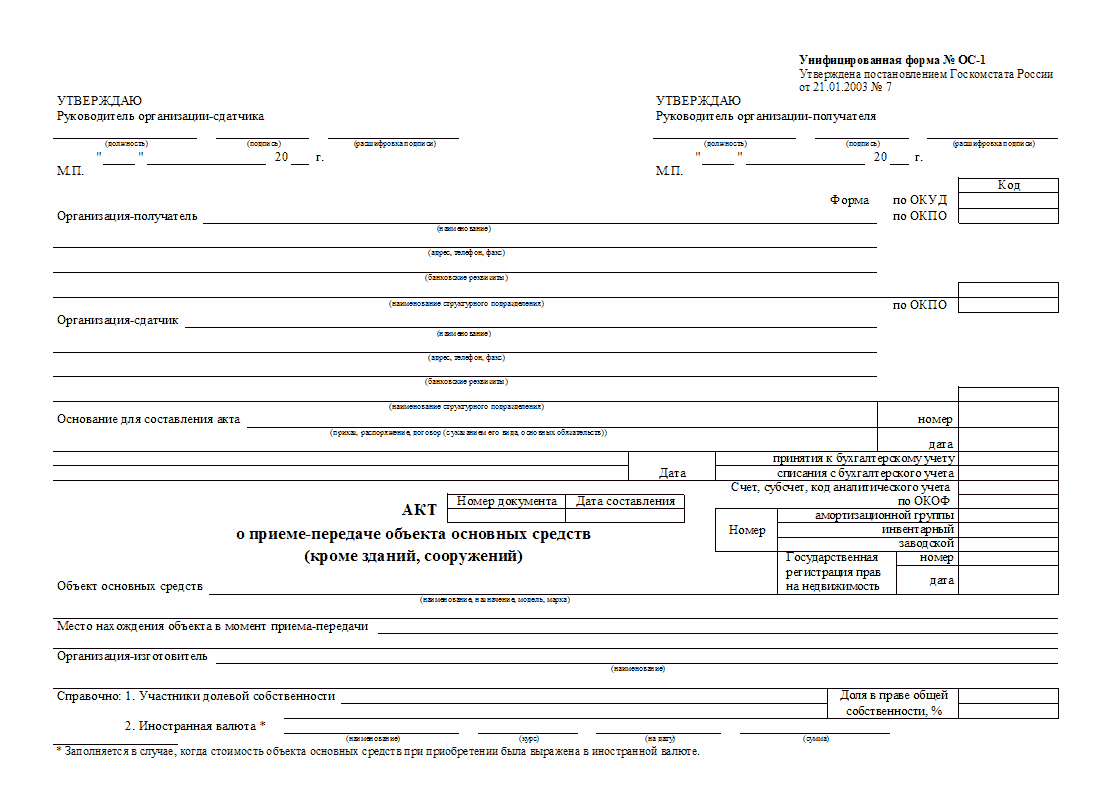 Унифицированная форма № ОС-1
Утверждена постановлением Госкомстата России
от 21.01.2003 № 7
УТВЕРЖДАЮ УТВЕРЖДАЮ
Руководитель организации-сдатчика Руководитель организации-получателя
(должность) (подпись) (расшифровка подписи) (должность) (подпись) (расшифровка подписи)
" " 20 г. " " 20 г.
М.П. М.П.
Код
Форма по ОКУД
Организация-получатель по ОКПО
(наименование)
(адрес, телефон, факс)
(банковские реквизиты)
(наименование структурного подразделения) по ОКПО
Организация-сдатчик
(наименование)
(адрес, телефон, факс)
(банковские реквизиты)
(наименование структурного подразделения)
Основание для составления акта номер
(приказ, распоряжение, договор (с указанием его вида, основных обязательств))
дата
принятия к бухгалтерскому учету
Дата списания с бухгалтерского учета
Счет, субсчет, код аналитического учета
Номер документа Дата составления по ОКОФ
АКТ
амортизационной группы
о приеме-передаче объекта основных средств Номер инвентарный
заводской
(кроме зданий, сооружений) Государственная номер
регистрация прав
Объект основных средств на недвижимость дата
(наименование, назначение, модель, марка)
Место нахождения объекта в момент приема-передачи
Организация-изготовитель
(наименование)
Справочно: 1. Участники долевой собственности Доля в праве общей
собственности, %
2. Иностранная валюта *
(наименование) (курс) (на дату) (сумма)
* Заполняется в случае, когда стоимость объекта основных средств при приобретении была выражена в иностранной валюте.